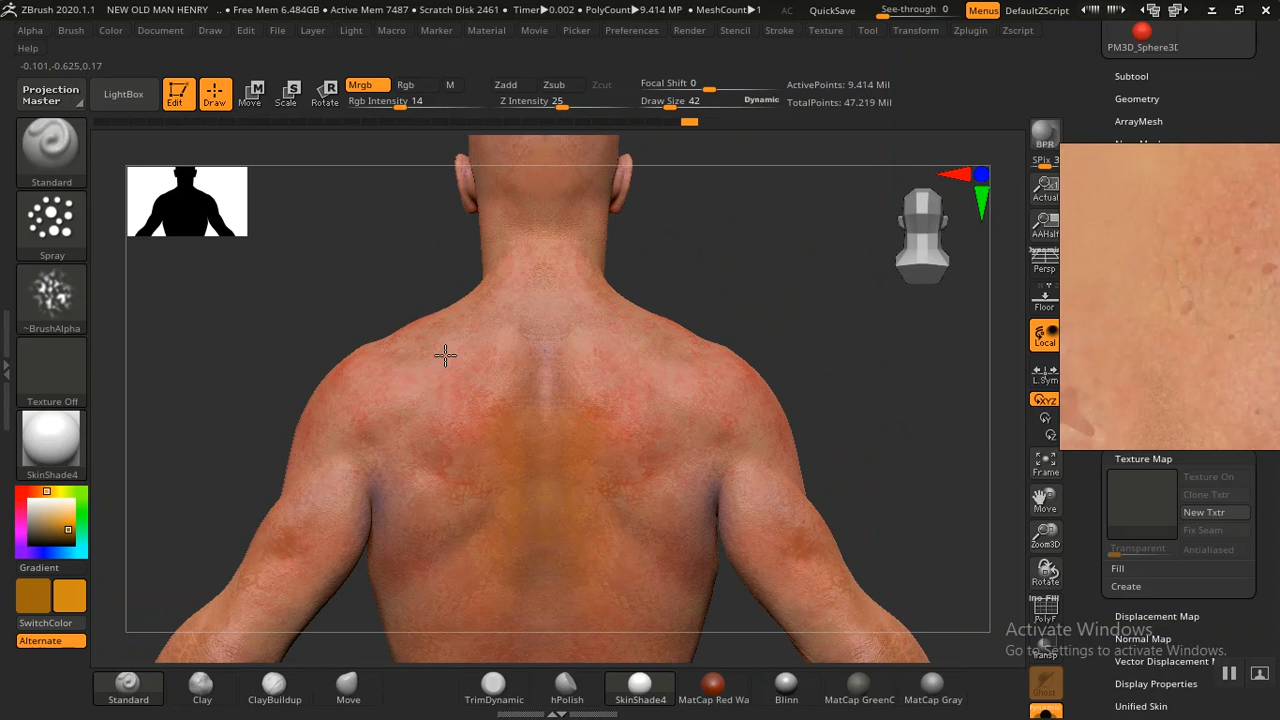 ZBrush 2020.1.1 NEW OLD MAN HENRY .. • Free Mem 6.484GB • Active Mem 7487 • Scratch Disk 2461 • Timer▶0.002 • PolyCount▶9.414 MP • MeshCount▶1 AC QuickSave See-through 0 Menus DefaultZScript
Alpha Brush Color Document Draw Edit File Layer Light Macro Marker Material Movie Picker Preferences Render Stencil Stroke Texture Tool Transform Zplugin Zscript
Help
-0.101,-0.625,0.17
Projection Master
LightBox
Edit Draw Move Scale Rotate
Mrgb Rgb M
Rgb Intensity 14
Zadd Zsub Zcut
Z Intensity 25
Focal Shift 0
Draw Size 42 Dynamic
ActivePoints: 9.414 Mil
TotalPoints: 47.219 Mil
PM3D_Sphere3D
Subtool
Geometry
ArrayMesh
Standard
Spray
~BrushAlpha
Texture Off
SkinShade4
Gradient
SwitchColor
Alternate
BPR
SPix 3
Actual
AAHalf
Dynamic
Persp
Floor
Local
L.Sym
XYZ
Frame
Move
Zoom3D
Rotate
PolyF
Transp
Ghost
Texture Map
Texture On
Clone Txtr
New Txtr
Fix Seam
Transparent Antialiased
Fill
Create
Displacement Map
Normal Map
Vector Displacement
Display Properties
Unified Skin
Activate Windows
Go to Settings to activate Windows.
Standard Clay ClayBuildup Move TrimDynamic hPolish SkinShade4 MatCap Red Wa Blinn MatCap GreenC MatCap Gray